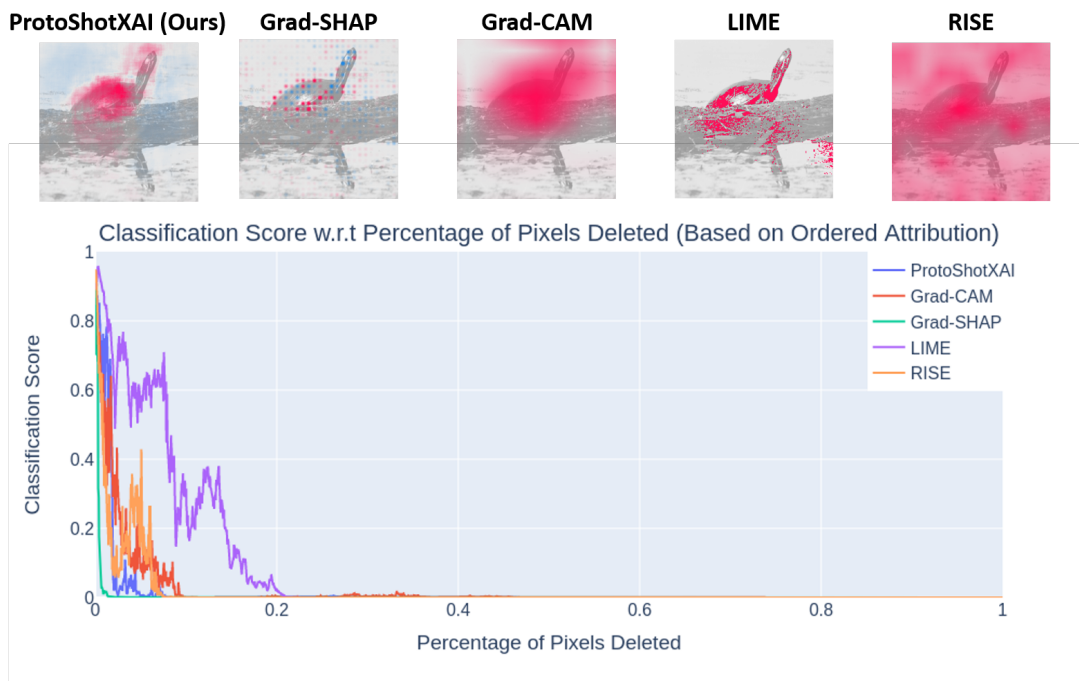 ProtoShotXAI (Ours) Grad-SHAP Grad-CAM LIME RISE
Classification Score w.r.t Percentage of Pixels Deleted (Based on Ordered Attribution)
1
0.8
0.6
0.4
0.2
0
Classification Score
ProtoShotXAI
Grad-CAM
Grad-SHAP
LIME
RISE
0 0.2 0.4 0.6 0.8 1
Percentage of Pixels Deleted